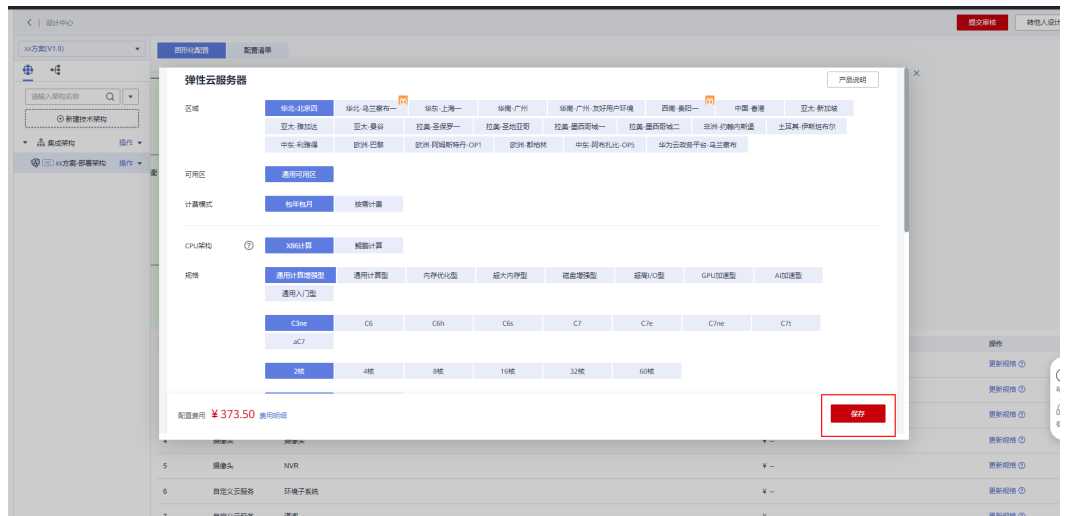 设计中心
提交审核 转他人设计
xx方案(V1.0)
图形化配置 配置清单
请输入架构名称
新建技术架构
集成架构 操作
xx方案-部署架构 操作
弹性云服务器
产品说明
区域
华北-北京四 华北-乌兰察布一 华东-上海一 华南-广州 华南-广州-友好用户环境 西南-贵阳一 中国-香港 亚太-新加坡
亚太-雅加达 亚太-曼谷 拉美-圣保罗一 拉美-圣地亚哥 拉美-墨西哥城一 拉美-墨西哥城二 非洲-约翰内斯堡 土耳其-伊斯坦布尔
中东-利雅得 欧洲-巴黎 欧洲-阿姆斯特丹-OP1 欧洲-都柏林 中东-阿布扎比-OP5 华为云政务平台-乌兰察布
可用区 通用可用区
计费模式 包年包月 按需计费
CPU架构 X86计算 鲲鹏计算
规格
通用计算增强型 通用计算型 内存优化型 超大内存型 磁盘增强型 超高I/O型 GPU加速型 AI加速型
通用入门型
C3ne C6 C6h C6s C7 C7e C7ne C7t
aC7
2核 4核 8核 16核 32核 60核
操作
更新规格
更新规格
配置费用 ¥373.50 费用明细
保存
更新规格
4 摄像头 摄像头 ¥ -- 更新规格
5 摄像头 NVR ¥ -- 更新规格
6 自定义云服务 环境子系统 ¥ -- 更新规格
7 自定义云服务 更新规格